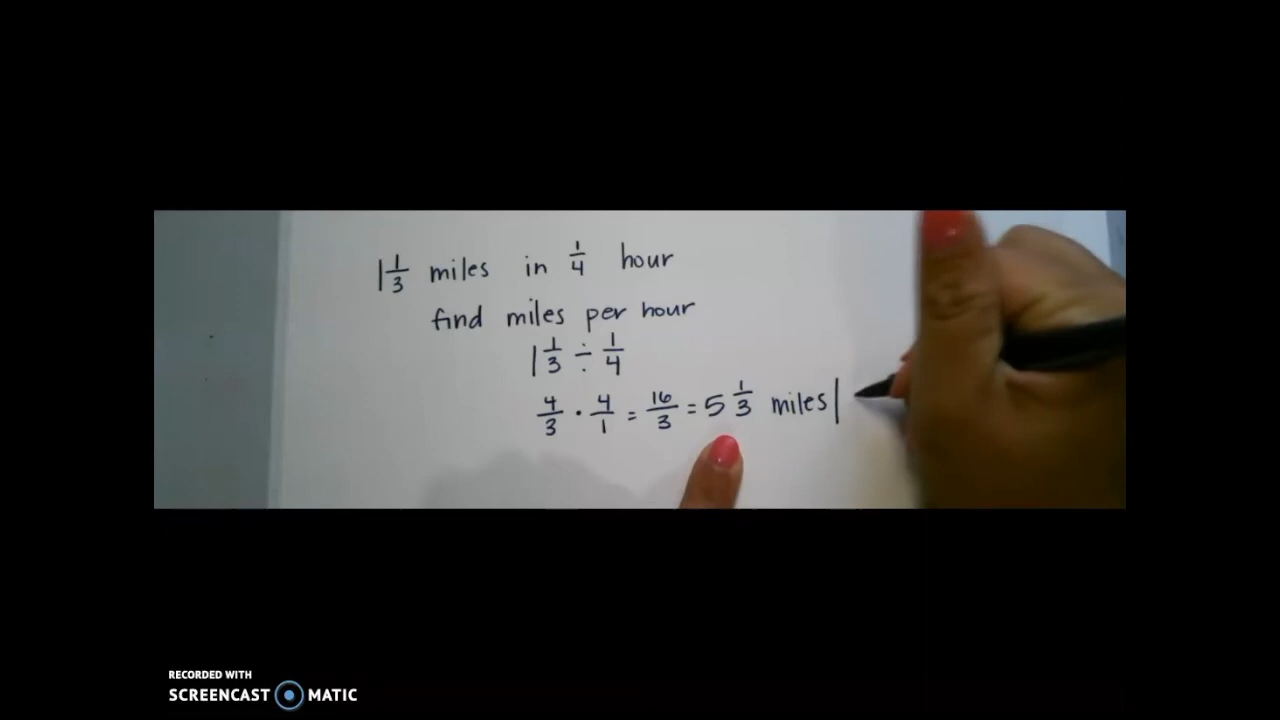 1 1/3 miles in 1/4 hour
find miles per hour
1 1/3 ÷ 1/4
4/3 · 4/1 = 16/3 = 5 1/3 miles/
RECORDED WITH
SCREENCAST MATIC